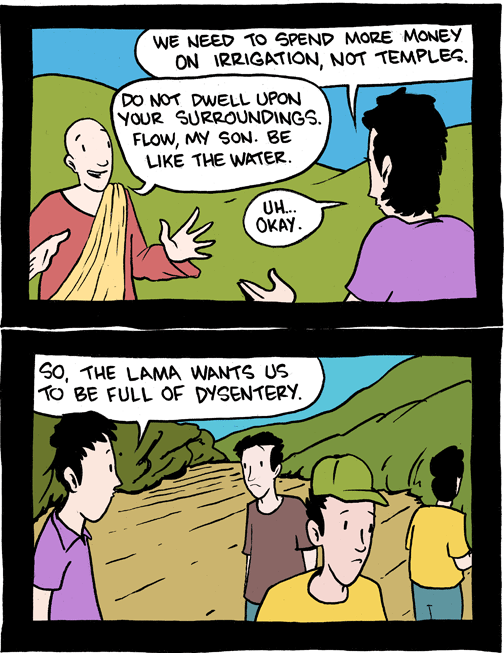 WE NEED TO SPEND MORE MONEY
ON IRRIGATION, NOT TEMPLES.
DO NOT DWELL UPON
YOUR SURROUNDINGS.
FLOW, MY SON. BE
LIKE THE WATER.
UH...
OKAY.
SO, THE LAMA WANTS US
TO BE FULL OF DYSENTERY.